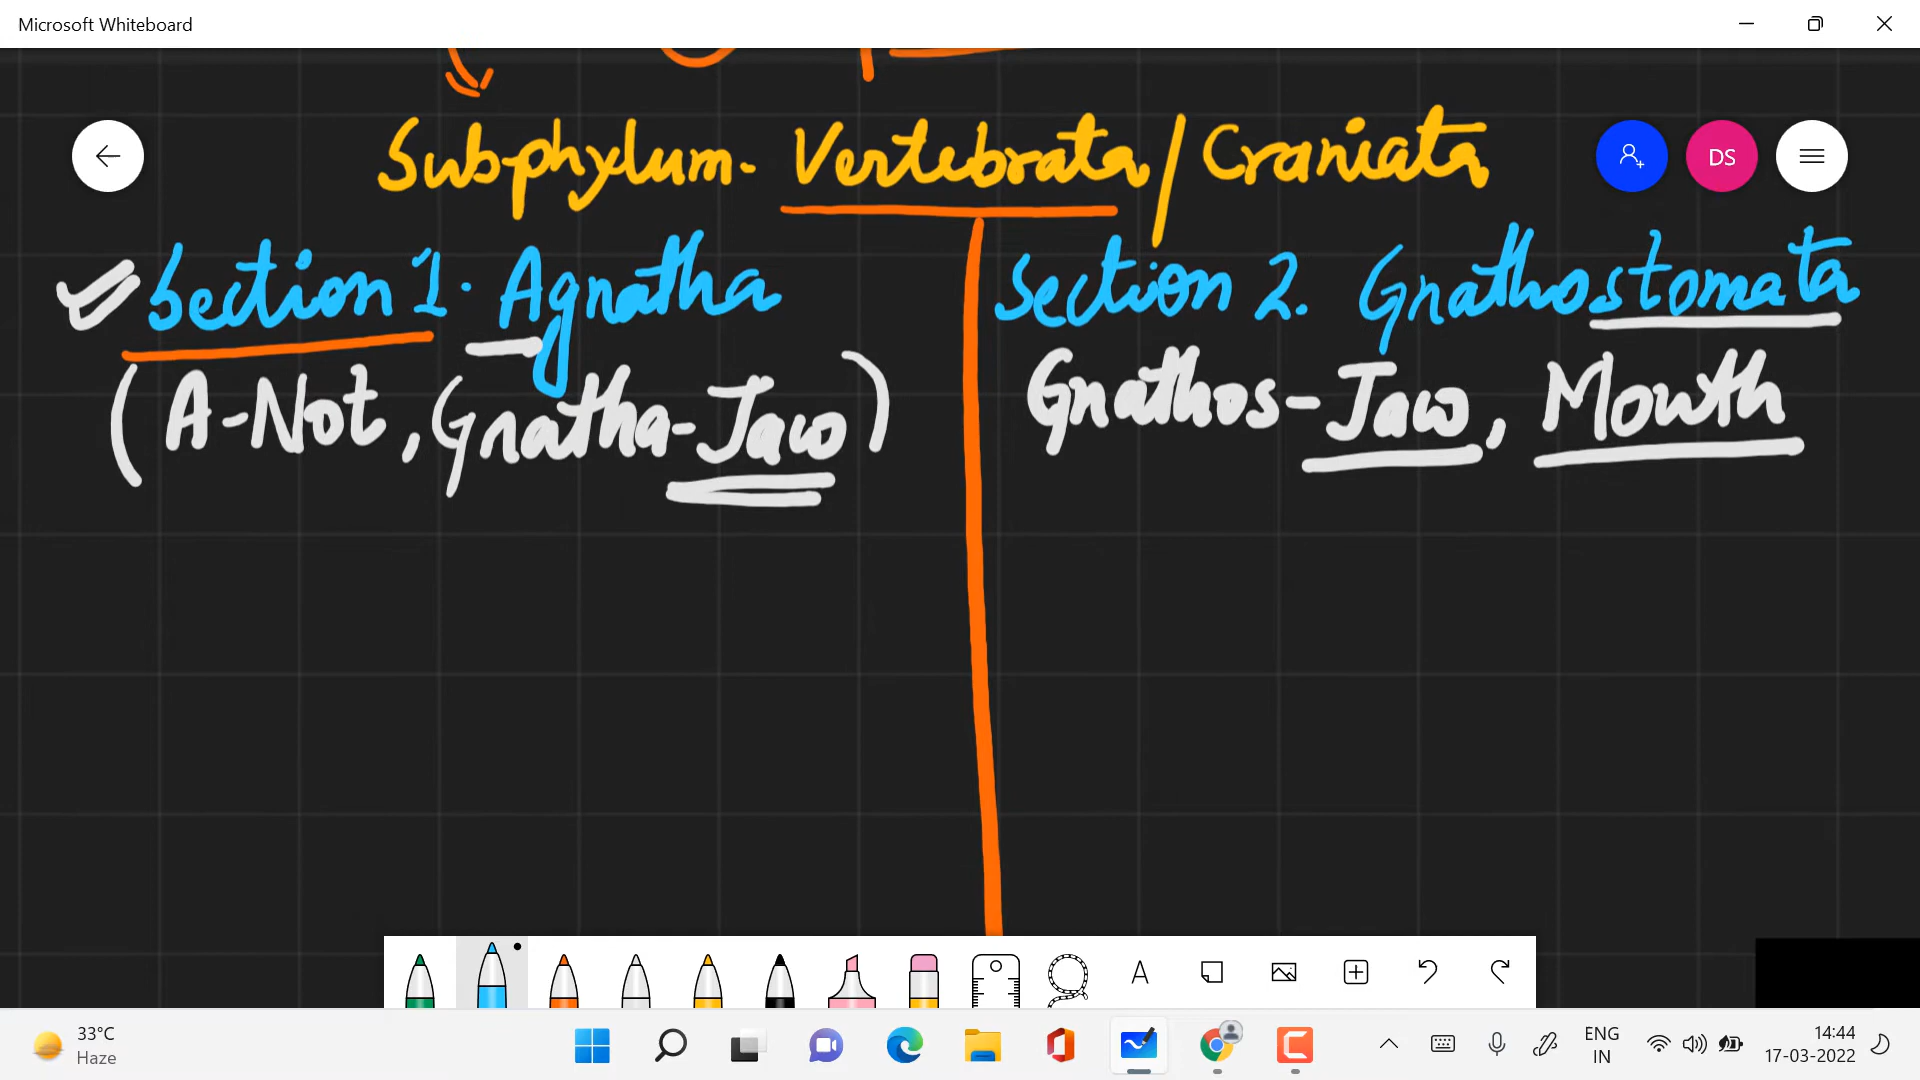 Microsoft Whiteboard
Subphylum- Vertebrata/Craniata
DS
Section 1. Agnatha
Section 2. Gnathostomata
(A-Not, Gnatha-Jaw)
Gnathos-Jaw, Mowth
A
33°C
Haze
ENG
IN
14:44
17-03-2022